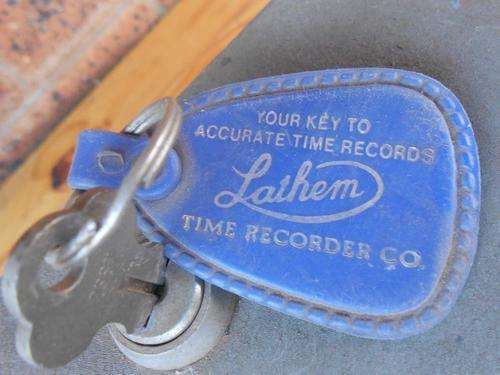 YOUR KEY TO
ACCURATE TIME RECORDS
Lathem
TIME RECORDER CO.